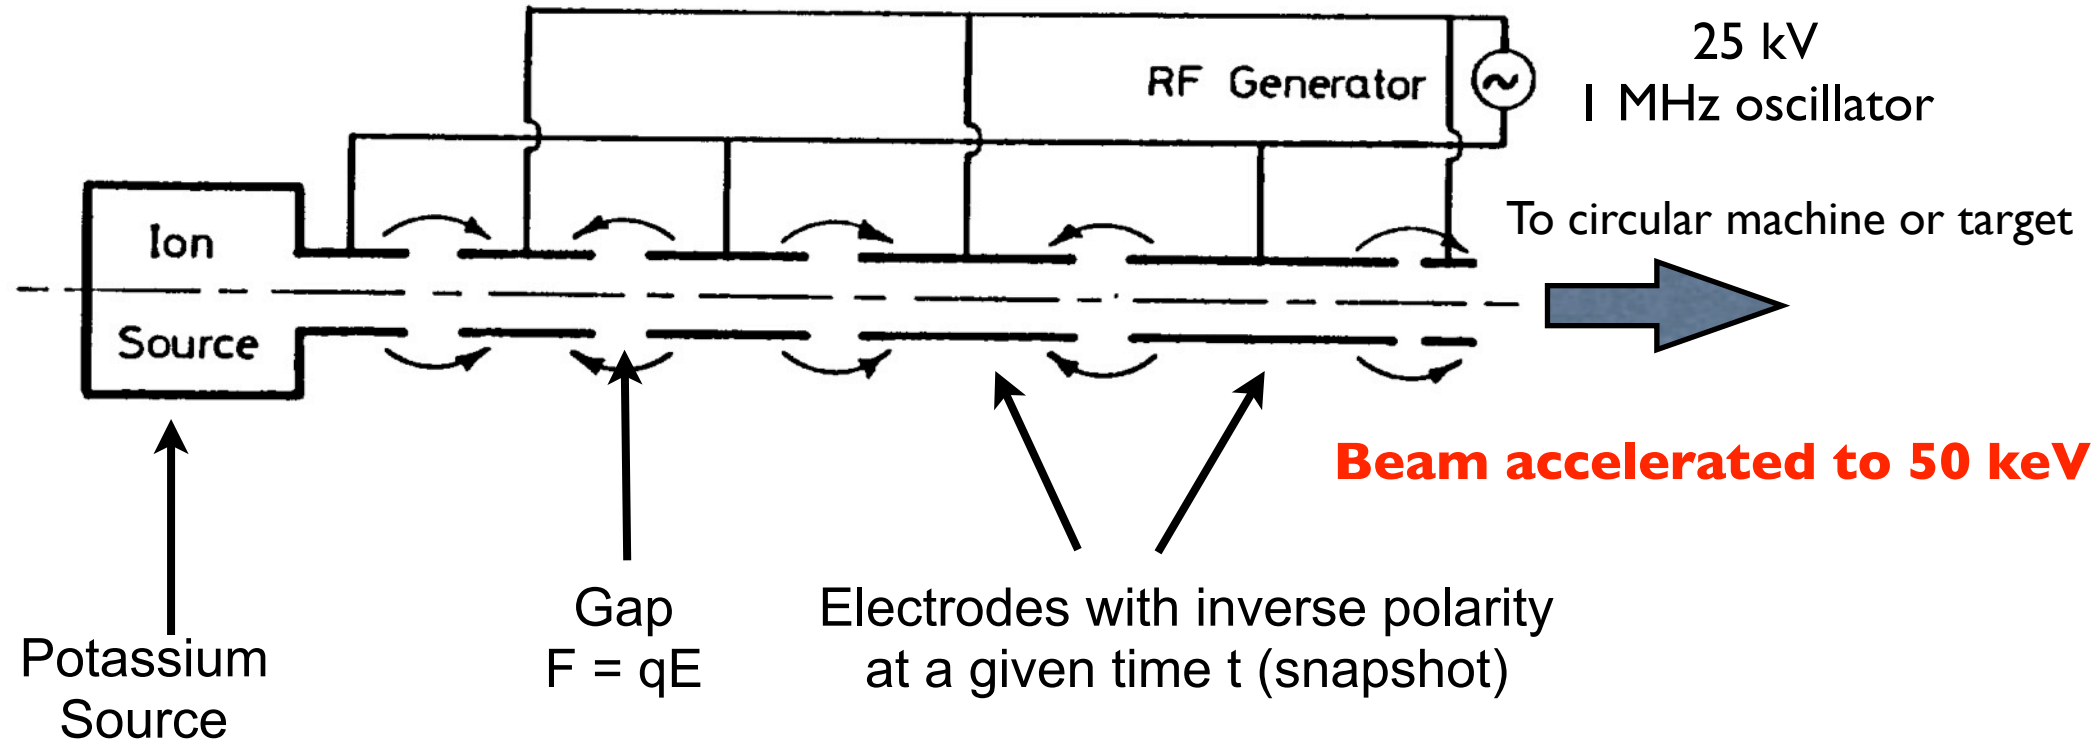 25 kV
1 MHz oscillator
RF Generator
To circular machine or target
Ion
Source
Beam accelerated to 50 keV
Gap
F = qE
Electrodes with inverse polarity
at a given time t (snapshot)
Potassium
Source